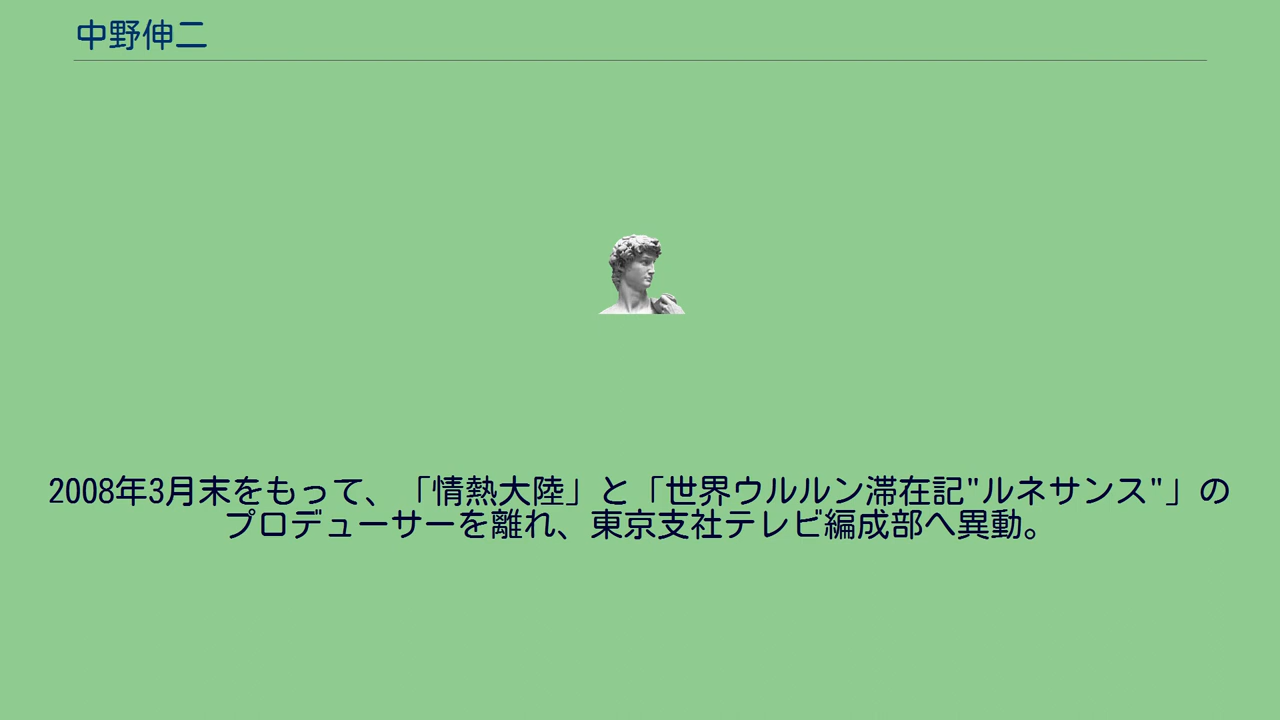 中野伸二
2008年3月末をもって、「情熱大陸」と「世界ウルルン滞在記"ルネサンス"」の
プロデューサーを離れ、東京支社テレビ編成部へ異動。